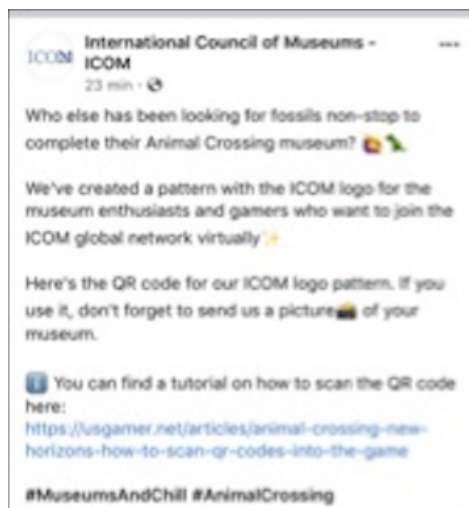 ICOM
International Council of Museums -
ICOM
23 min ·
Who else has been looking for fossils non-stop to
complete their Animal Crossing museum?
We've created a pattern with the ICOM logo for the
museum enthusiasts and gamers who want to join the
ICOM global network virtually✨
Here's the QR code for our ICOM logo pattern. If you
use it, don't forget to send us a picture📸 of your
museum.
ℹ️ You can find a tutorial on how to scan the QR code
here:
https://usgamer.net/articles/animal-crossing-new-
horizons-how-to-scan-qr-codes-into-the-game
#MuseumsAndChill #AnimalCrossing